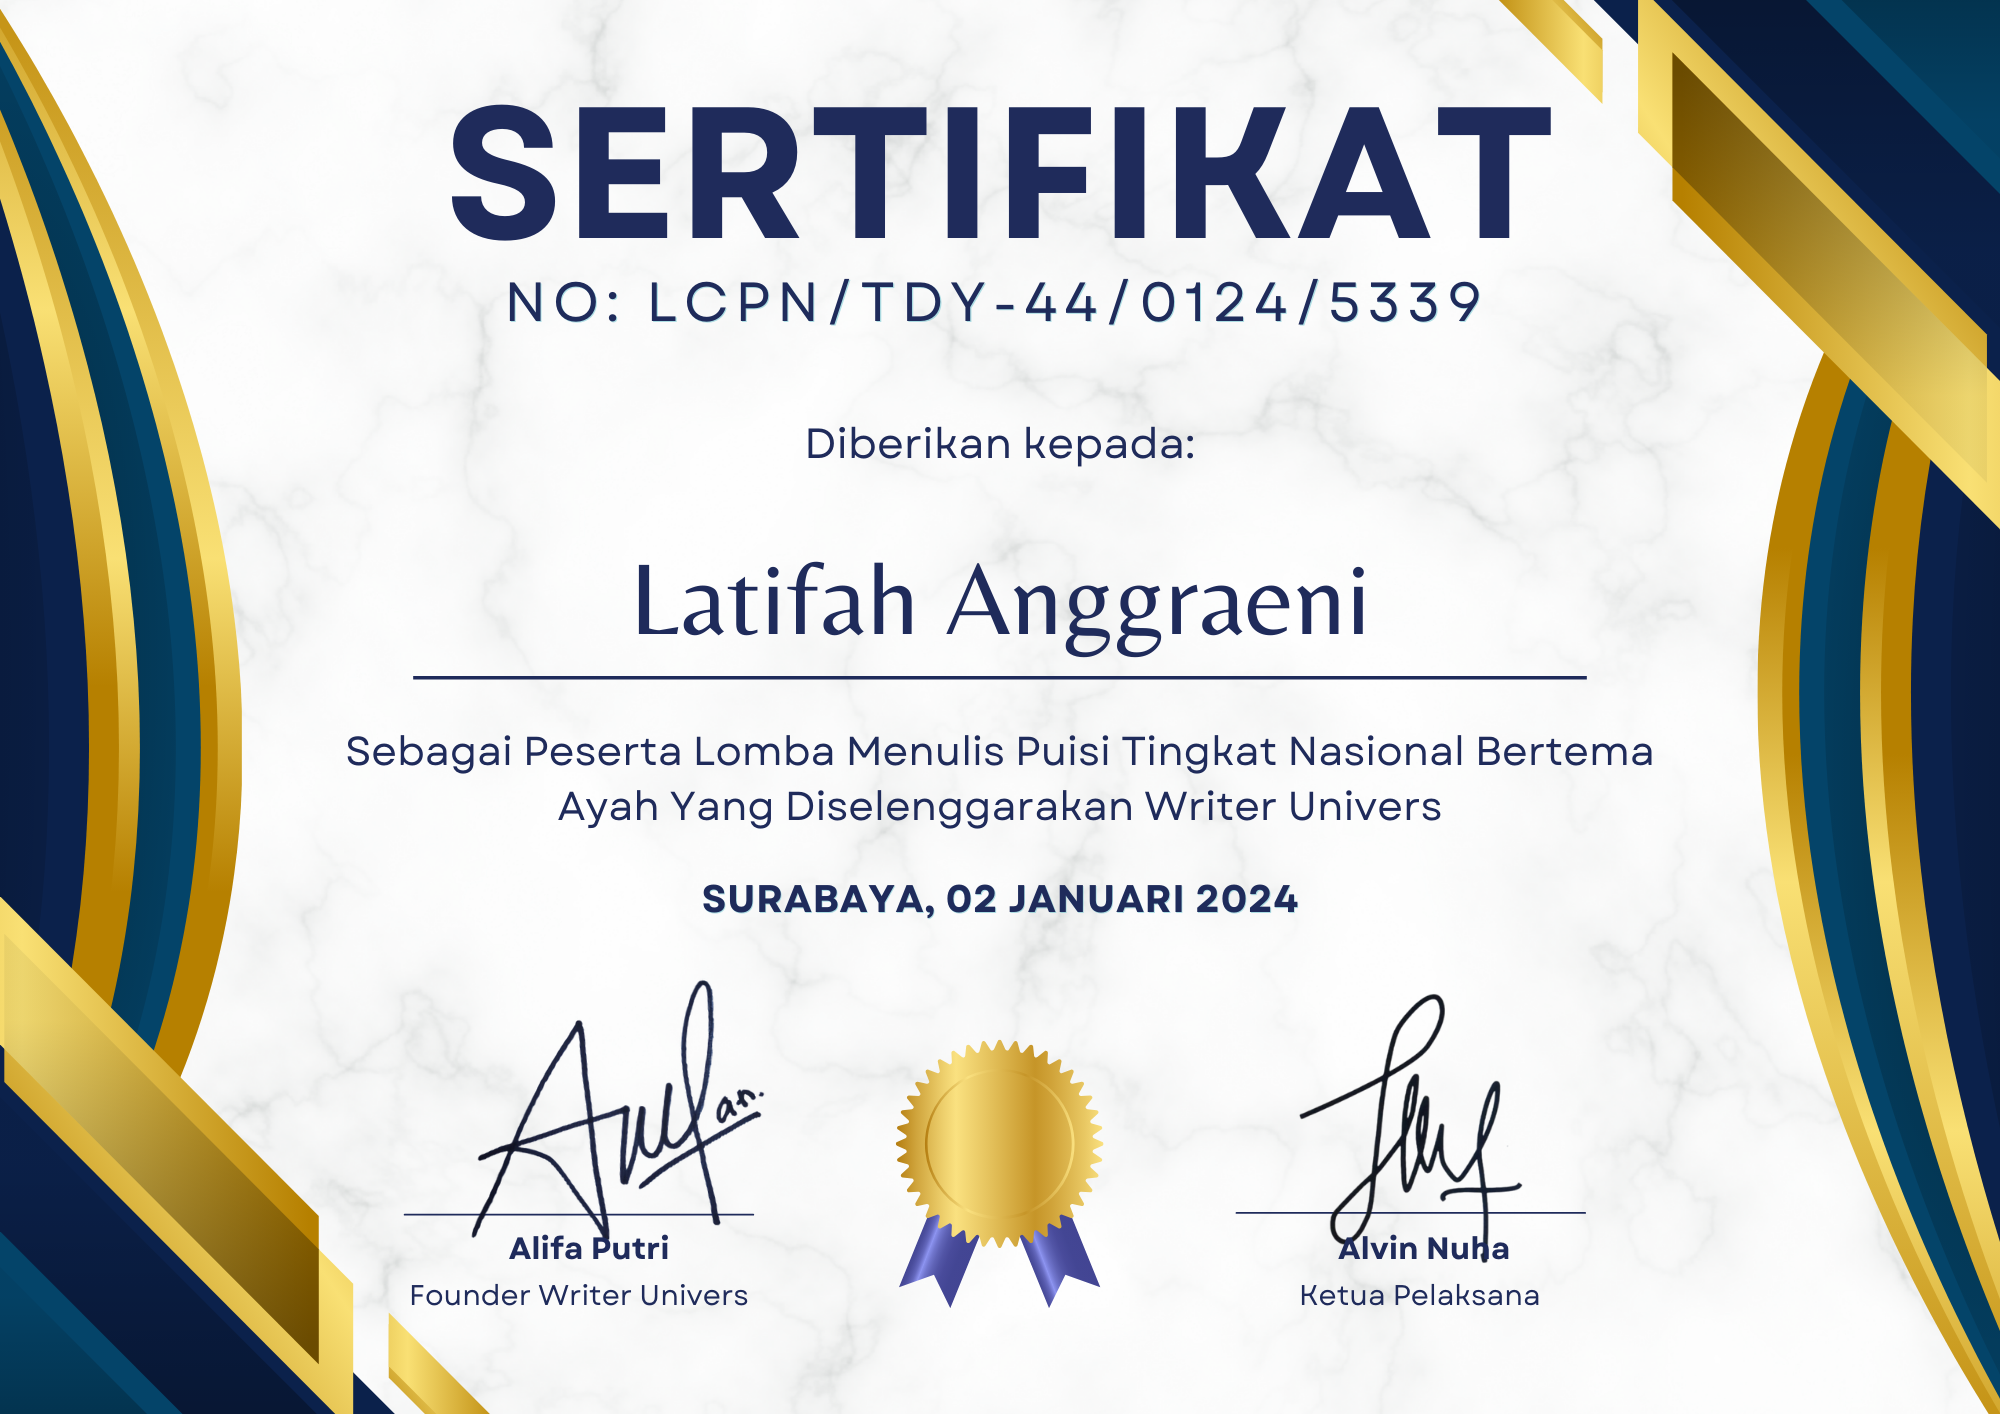 SERTIFIKAT
NO: LCPN/TDY-44/0124/5339
Diberikan kepada:
Latifah Anggraeni
Sebagai Peserta Lomba Menulis Puisi Tingkat Nasional Bertema
Ayah Yang Diselenggarakan Writer Univers
SURABAYA, 02 JANUARI 2024
an.
Alifa Putri
Founder Writer Univers
Alvin Nuha
Ketua Pelaksana